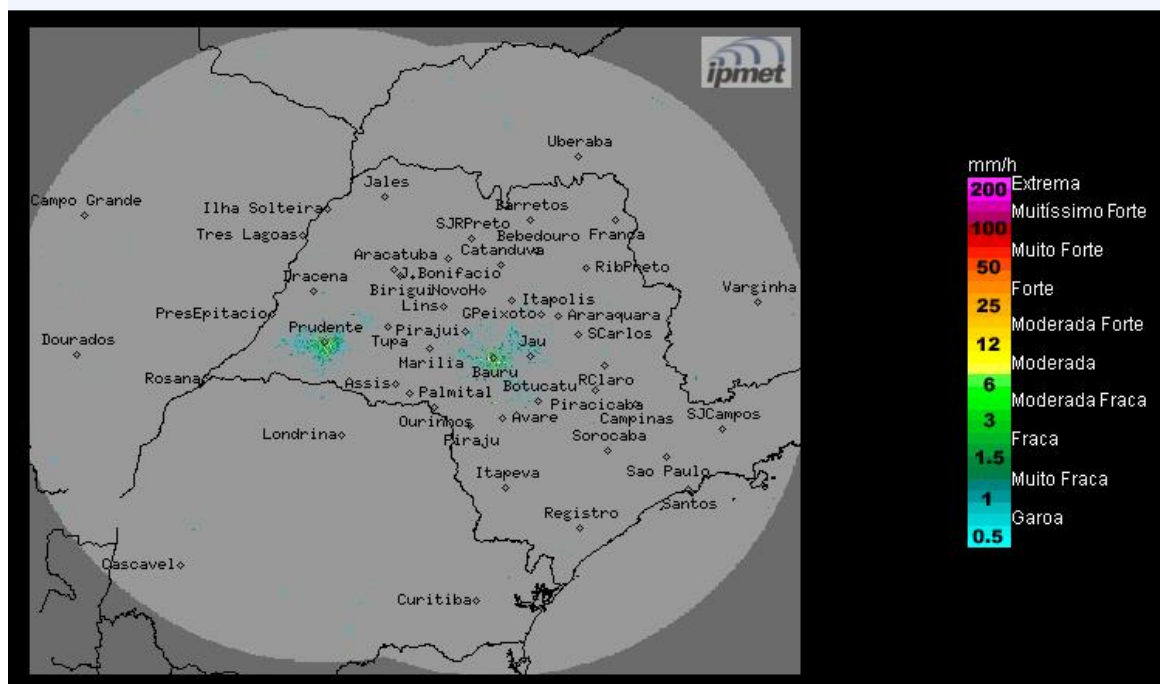 ipmet
Uberaba
Jales
Campo Grande
Ilha Solteira
Barretos
SJRPreto
Tres Lagoas
Bebedouro
Franca
Aracatuba
Catanduva
Dracena
J.Bonifacio
RibPreto
Birigui
NovoH
Varginha
Lins
Itapolis
PresEpitacio
GPeixoto
Araraquara
Prudente
Pirajui
SCarlos
Dourados
Tupa
Jau
Marilia
Bauru
Rosana
Assis
Botucatu
RClaro
Palmital
Piracicaba
Ourinhos
Avare
Campinas
SJCampos
Londrina
Piraju
Sorocaba
Itapeva
Sao Paulo
Santos
Registro
Cascavel
Curitiba
mm/h
200 Extrema
Muitíssimo Forte
100
Muito Forte
50
Forte
25
Moderada Forte
12
Moderada
6
Moderada Fraca
3
Fraca
1.5
Muito Fraca
1
Garoa
0.5